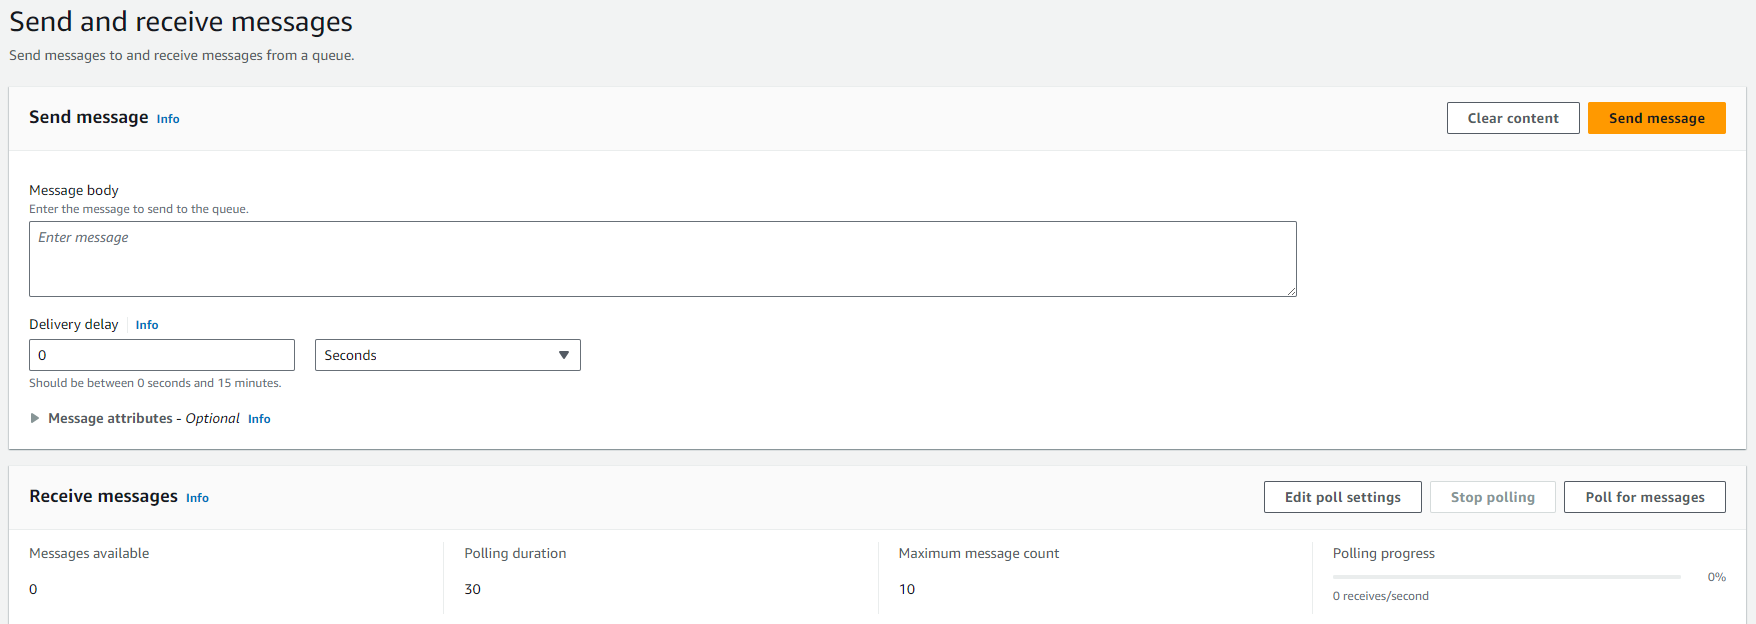 Send and receive messages
Send messages to and receive messages from a queue.
Send message Info
Clear content
Send message
Message body
Enter the message to send to the queue.
Enter message
Delivery delay Info
0
Seconds
Should be between 0 seconds and 15 minutes.
Message attributes - Optional Info
Receive messages Info
Edit poll settings
Stop polling
Poll for messages
Messages available
0
Polling duration
30
Maximum message count
10
Polling progress
0%
0 receives/second